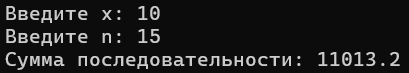 Введите x: 10
Введите n: 15
Сумма последовательности: 11013.2